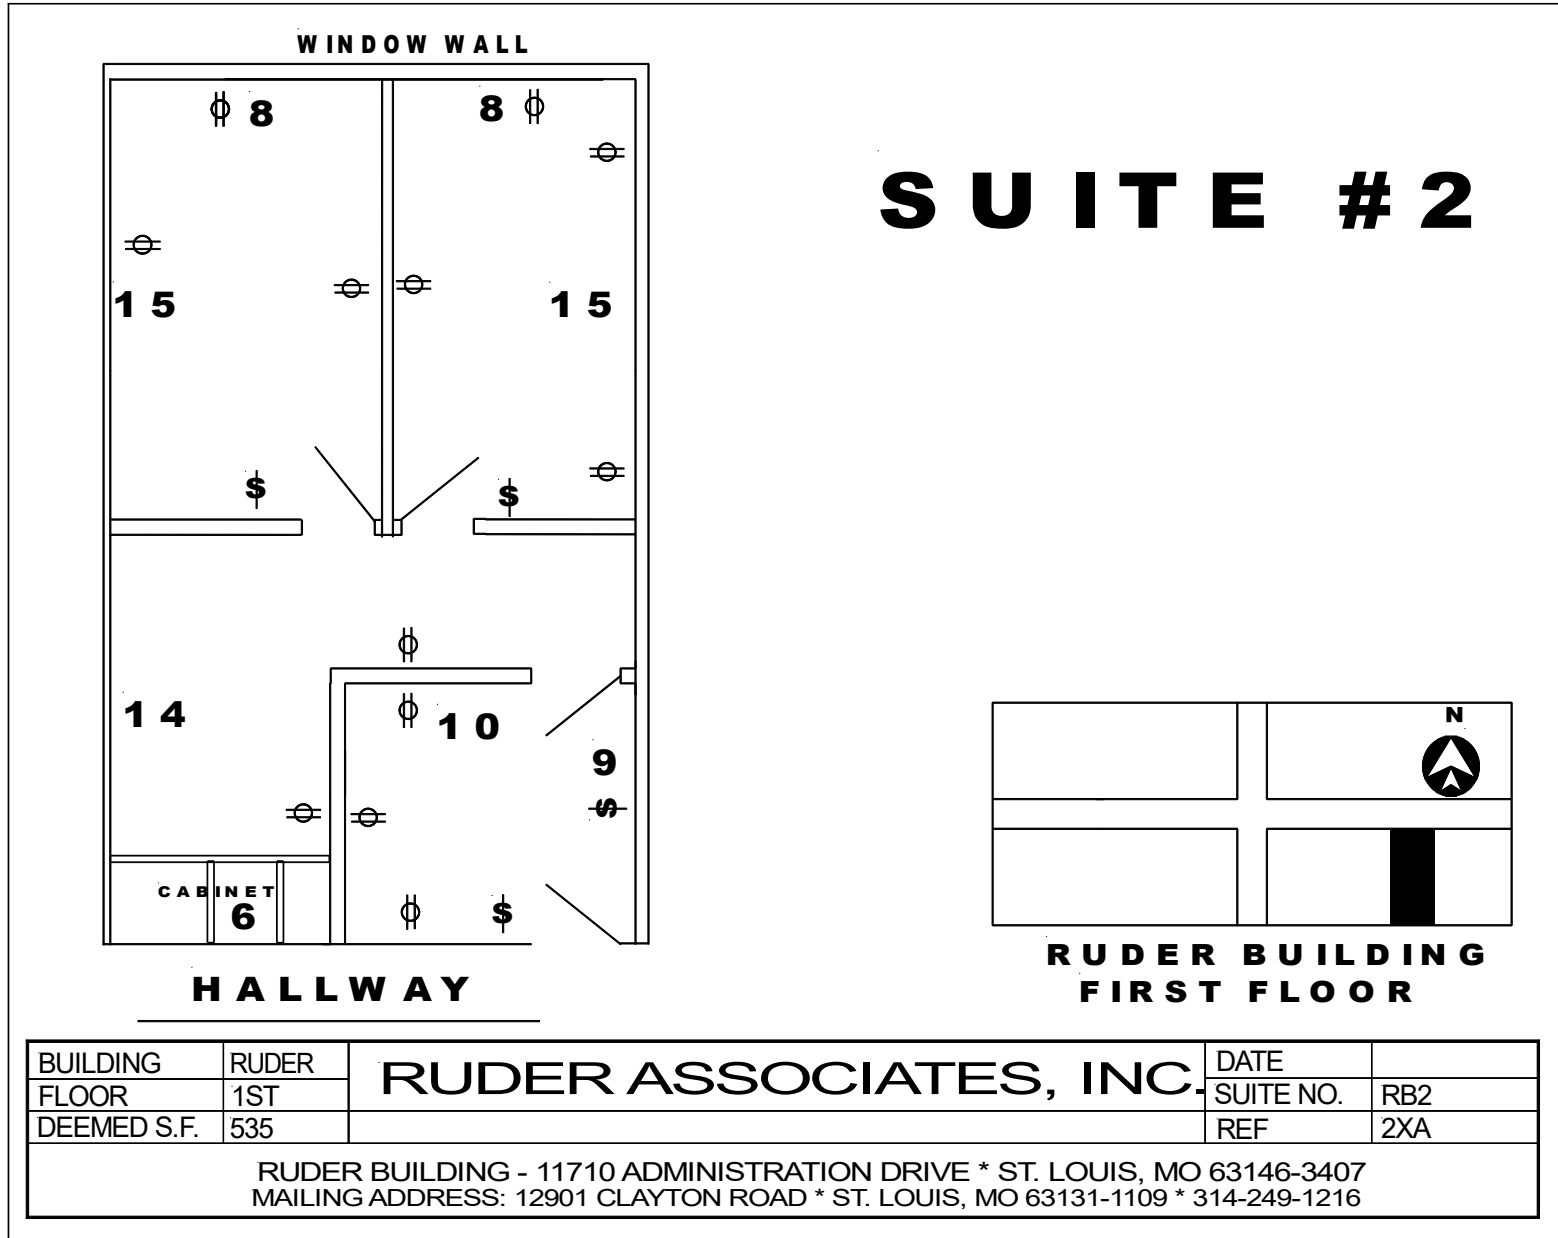 WINDOW WALL
8 8
SUITE #2
15 15
$ $
14 10
9
$
CABINET
6 $
HALLWAY
N
RUDER BUILDING
FIRST FLOOR
BUILDING RUDER RUDER ASSOCIATES, INC. DATE
FLOOR 1ST SUITE NO. RB2
DEEMED S.F. 535 REF 2XA
RUDER BUILDING - 11710 ADMINISTRATION DRIVE * ST. LOUIS, MO 63146-3407
MAILING ADDRESS: 12901 CLAYTON ROAD * ST. LOUIS, MO 63131-1109 * 314-249-1216